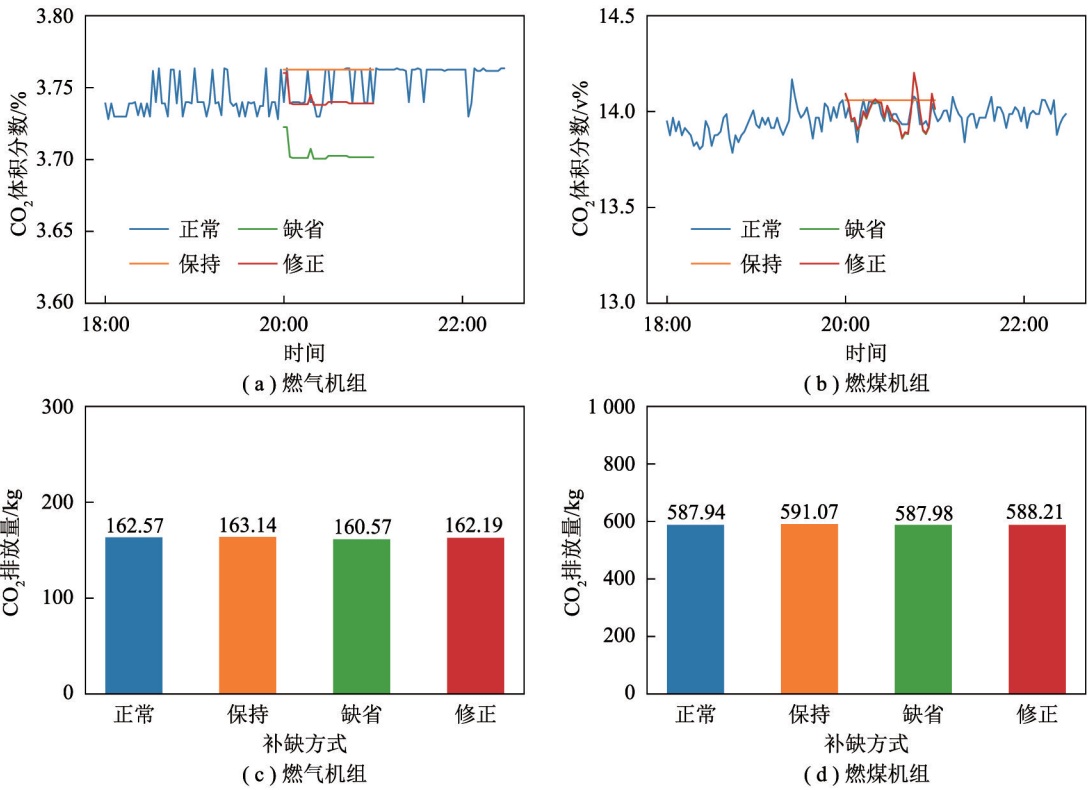 CO₂体积分数/%
3.80
3.75
3.70
3.65
3.60
正常
缺省
保持
修正
18:00
20:00
22:00
时间
( a ) 燃气机组
CO₂体积分数/v%
14.5
14.0
13.5
13.0
正常
缺省
保持
修正
18:00
20:00
22:00
时间
( b ) 燃煤机组
CO₂排放量/kg
300
200
100
0
162.57
163.14
160.57
162.19
正常
保持
缺省
修正
补缺方式
( c ) 燃气机组
CO₂排放量/kg
1 000
800
600
400
200
0
587.94
591.07
587.98
588.21
正常
保持
缺省
修正
补缺方式
( d ) 燃煤机组